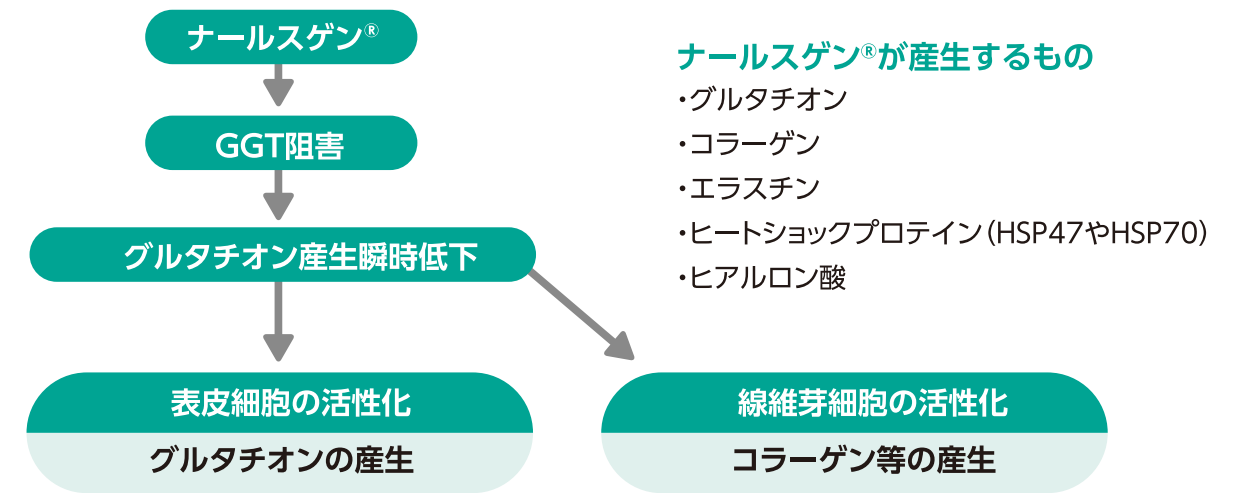 ナールスゲン®
GGT阻害
グルタチオン産生瞬時低下
表皮細胞の活性化
グルタチオンの産生
線維芽細胞の活性化
コラーゲン等の産生
ナールスゲン®が産生するもの
・グルタチオン
・コラーゲン
・エラスチン
・ヒートショックプロテイン（HSP47やHSP70）
・ヒアルロン酸